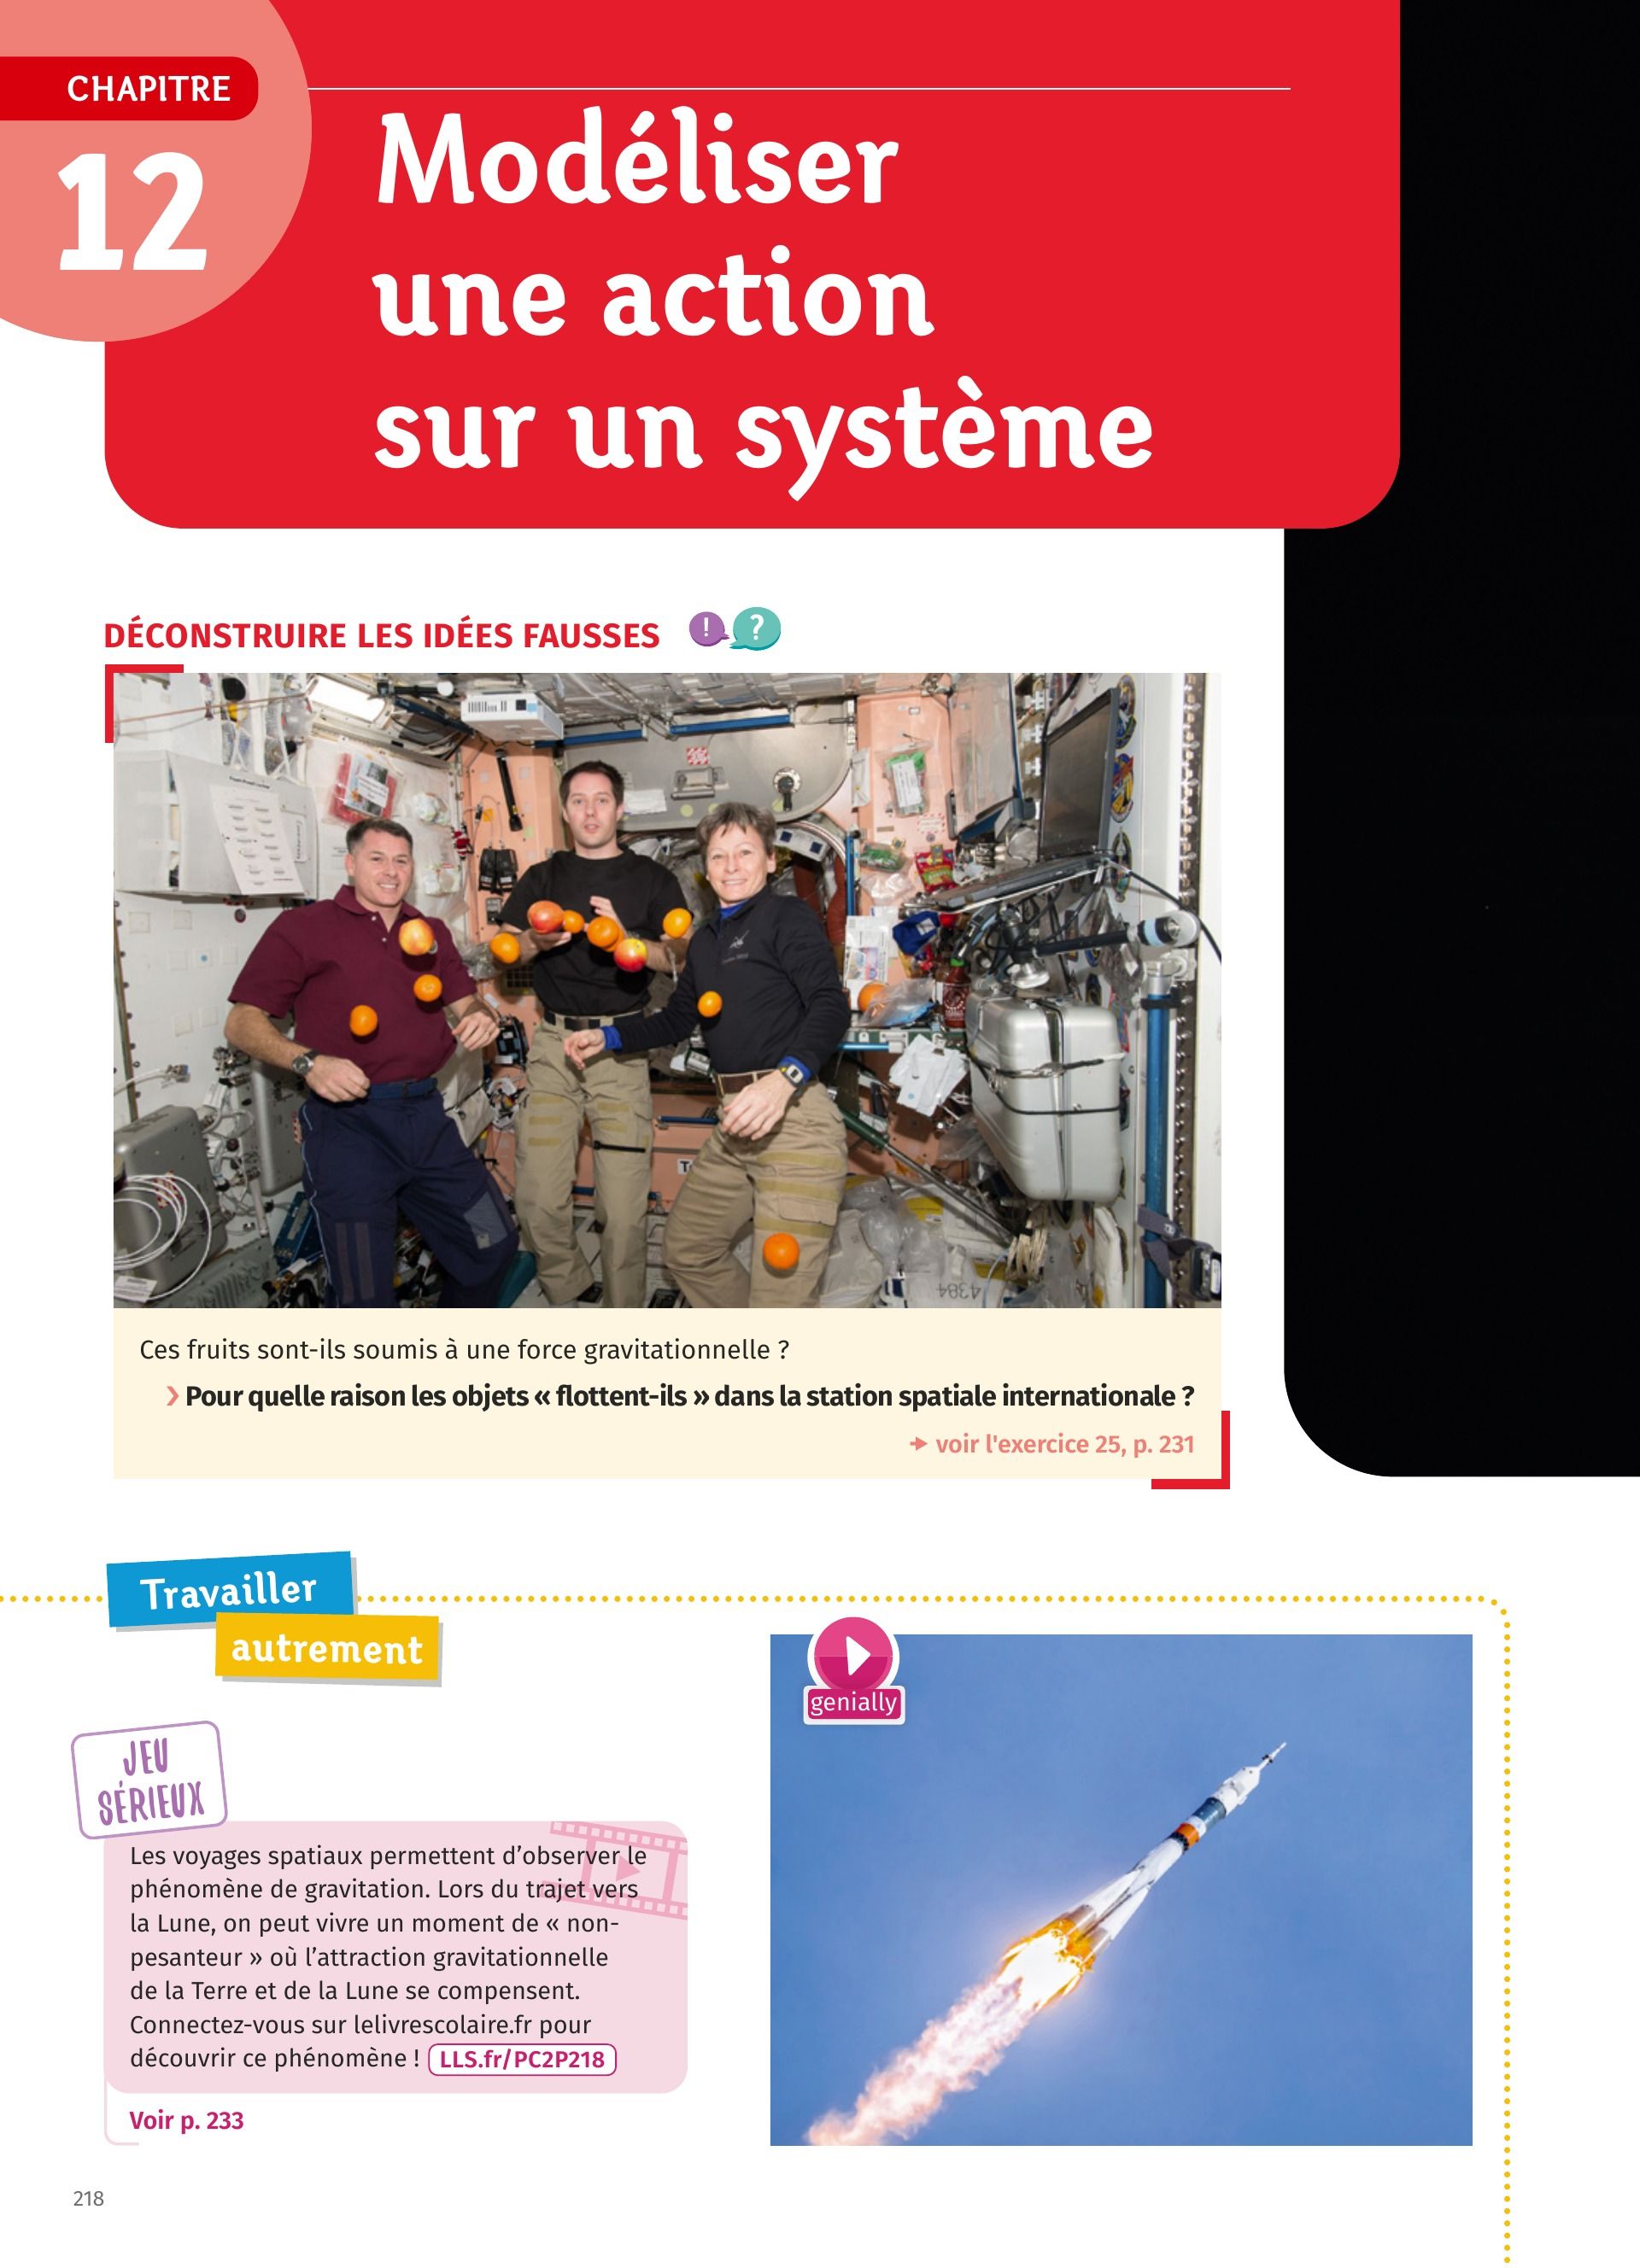 CHAPITRE
12
Modéliser
une action
sur un système
DÉCONSTRUIRE LES IDÉES FAUSSES
! ?
Ces fruits sont-ils soumis à une force gravitationnelle ?
› Pour quelle raison les objets « flottent-ils » dans la station spatiale internationale ?
➔ voir l'exercice 25, p. 231
Travailler
autrement
genially
JEU
SÉRIEUX
Les voyages spatiaux permettent d’observer le
phénomène de gravitation. Lors du trajet vers
la Lune, on peut vivre un moment de « non-
pesanteur » où l’attraction gravitationnelle
de la Terre et de la Lune se compensent.
Connectez-vous sur lelivrescolaire.fr pour
découvrir ce phénomène ! LLS.fr/PC2P218
Voir p. 233
218